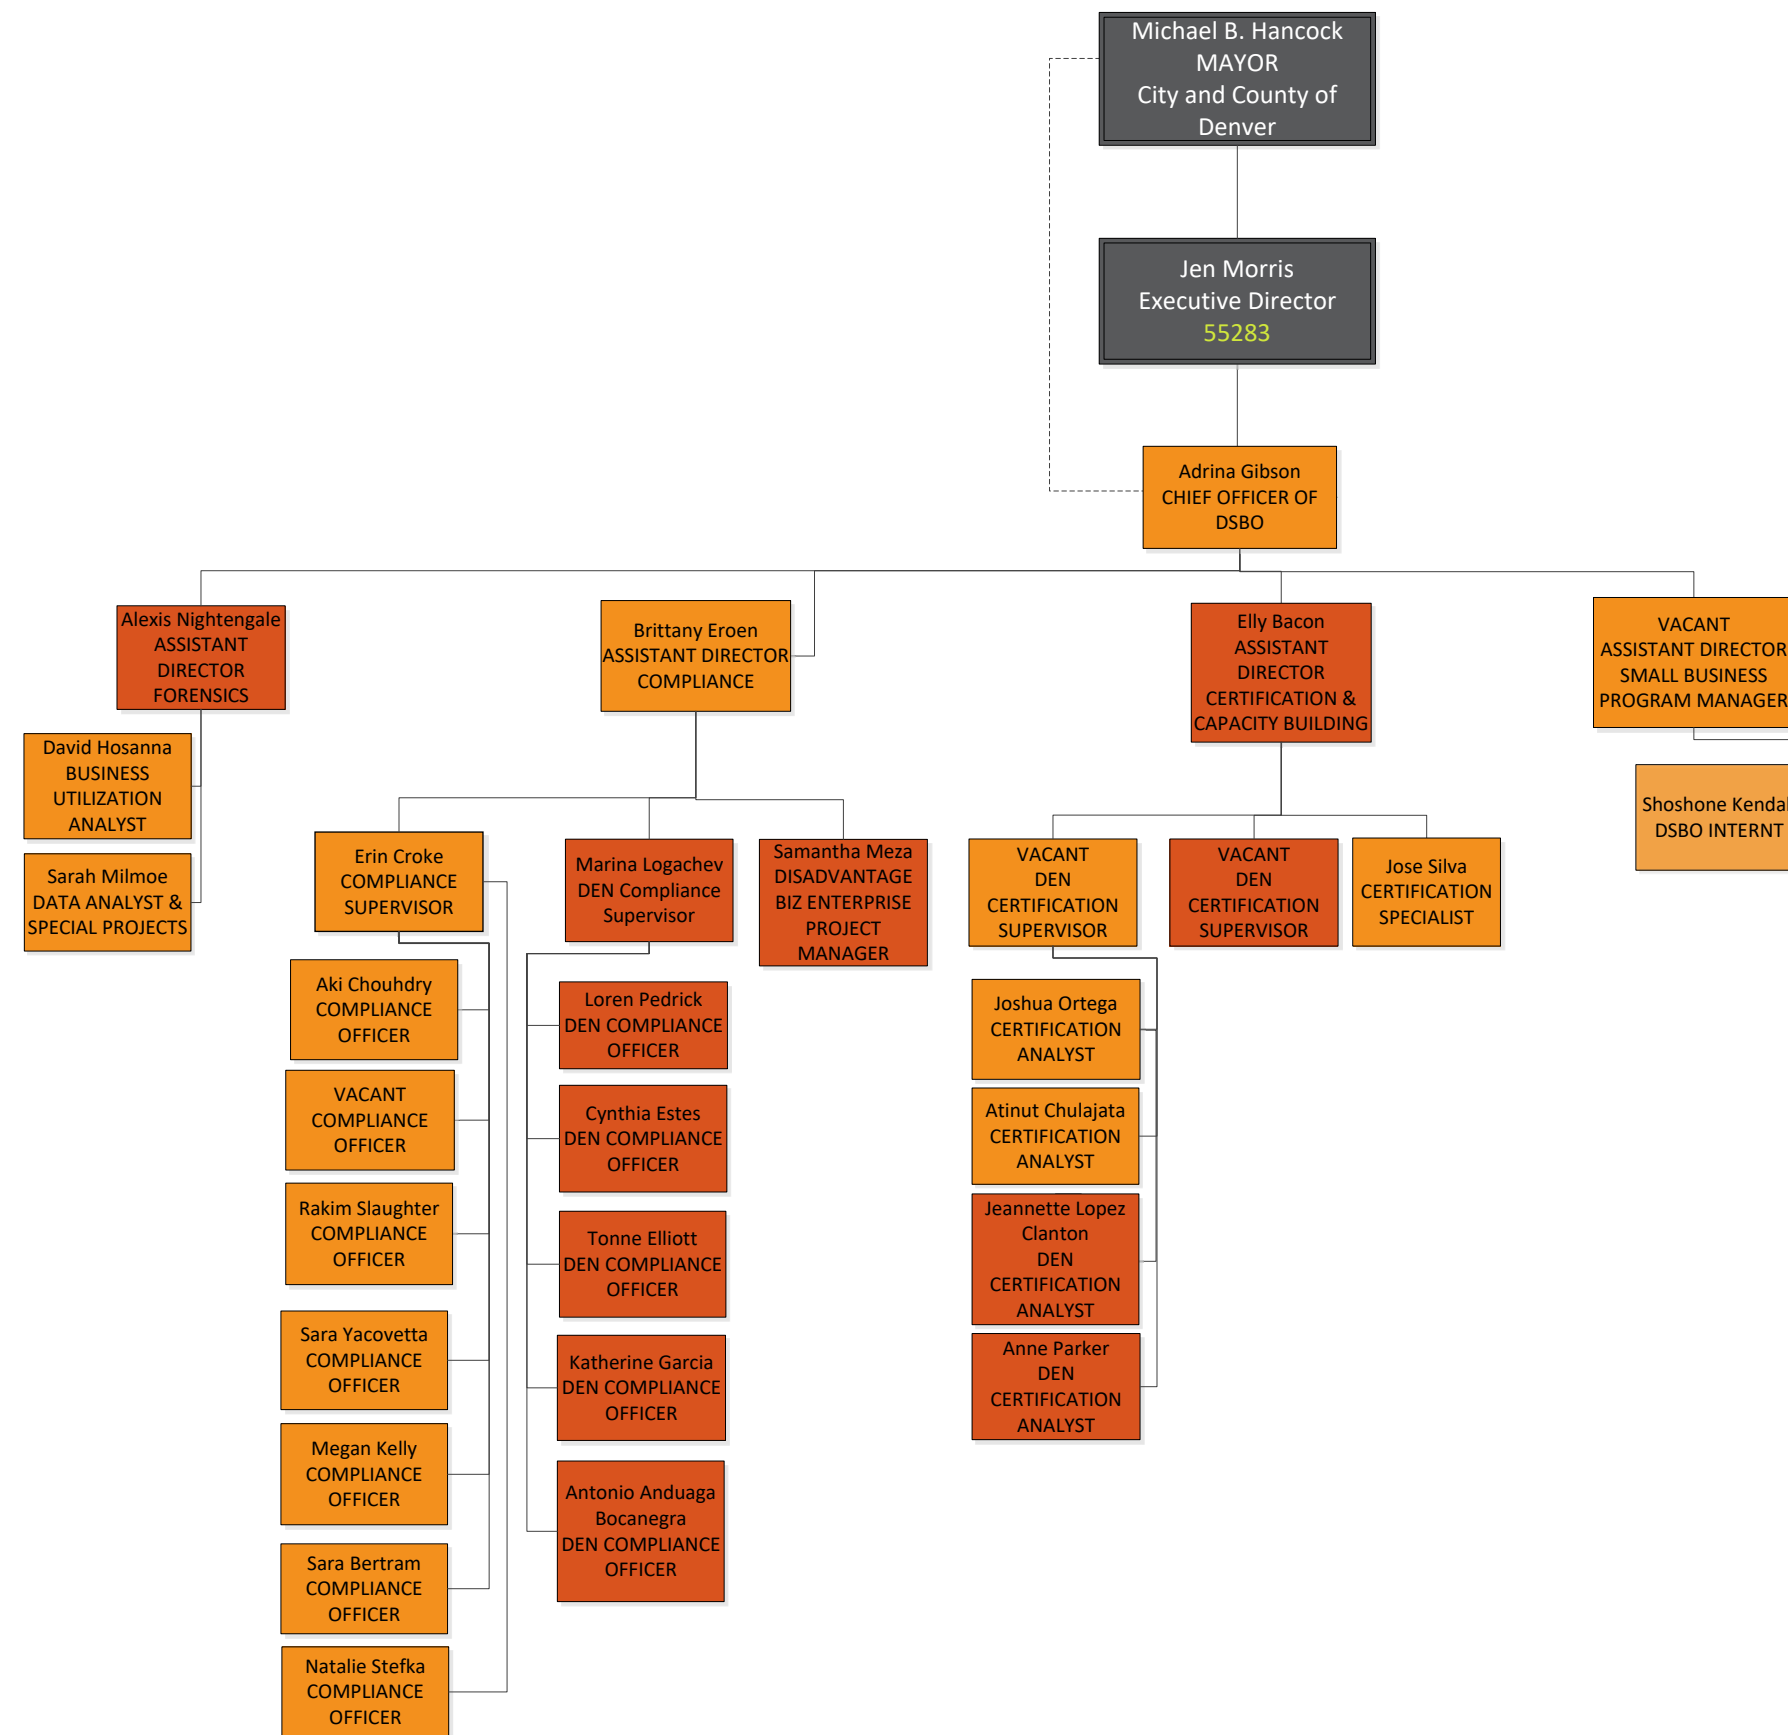 Michael B. Hancock
MAYOR
City and County of
Denver
Jen Morris
Executive Director
55283
Adrina Gibson
CHIEF OFFICER OF
DSBO
Alexis Nightengale
ASSISTANT
DIRECTOR
FORENSICS
Brittany Eroen
ASSISTANT DIRECTOR
COMPLIANCE
Elly Bacon
ASSISTANT
DIRECTOR
CERTIFICATION &
CAPACITY BUILDING
VACANT
ASSISTANT DIRECTOR
SMALL BUSINESS
PROGRAM MANAGER
David Hosanna
BUSINESS
UTILIZATION
ANALYST
Sarah Milmoe
DATA ANALYST &
SPECIAL PROJECTS
Erin Croke
COMPLIANCE
SUPERVISOR
Marina Logachev
DEN Compliance
Supervisor
Samantha Meza
DISADVANTAGE
BIZ ENTERPRISE
PROJECT
MANAGER
VACANT
DEN
CERTIFICATION
SUPERVISOR
VACANT
DEN
CERTIFICATION
SUPERVISOR
Jose Silva
CERTIFICATION
SPECIALIST
Shoshone
DSBO INTERNT
Aki Chouhdry
COMPLIANCE
OFFICER
VACANT
COMPLIANCE
OFFICER
Rakim Slaughter
COMPLIANCE
OFFICER
Sara Yacovetta
COMPLIANCE
OFFICER
Megan Kelly
COMPLIANCE
OFFICER
Sara Bertram
COMPLIANCE
OFFICER
Natalie Stefka
COMPLIANCE
OFFICER
Loren Pedrick
DEN COMPLIANCE
OFFICER
Cynthia Estes
DEN COMPLIANCE
OFFICER
Tonne Elliott
DEN COMPLIANCE
OFFICER
Katherine Garcia
DEN COMPLIANCE
OFFICER
Antonio Anduaga
Bocanegra
DEN COMPLIANCE
OFFICER
Joshua Ortega
CERTIFICATION
ANALYST
Atinut Chulajata
CERTIFICATION
ANALYST
Jeannette Lopez
Clanton
DEN
CERTIFICATION
ANALYST
Anne Parker
DEN
CERTIFICATION
ANALYST